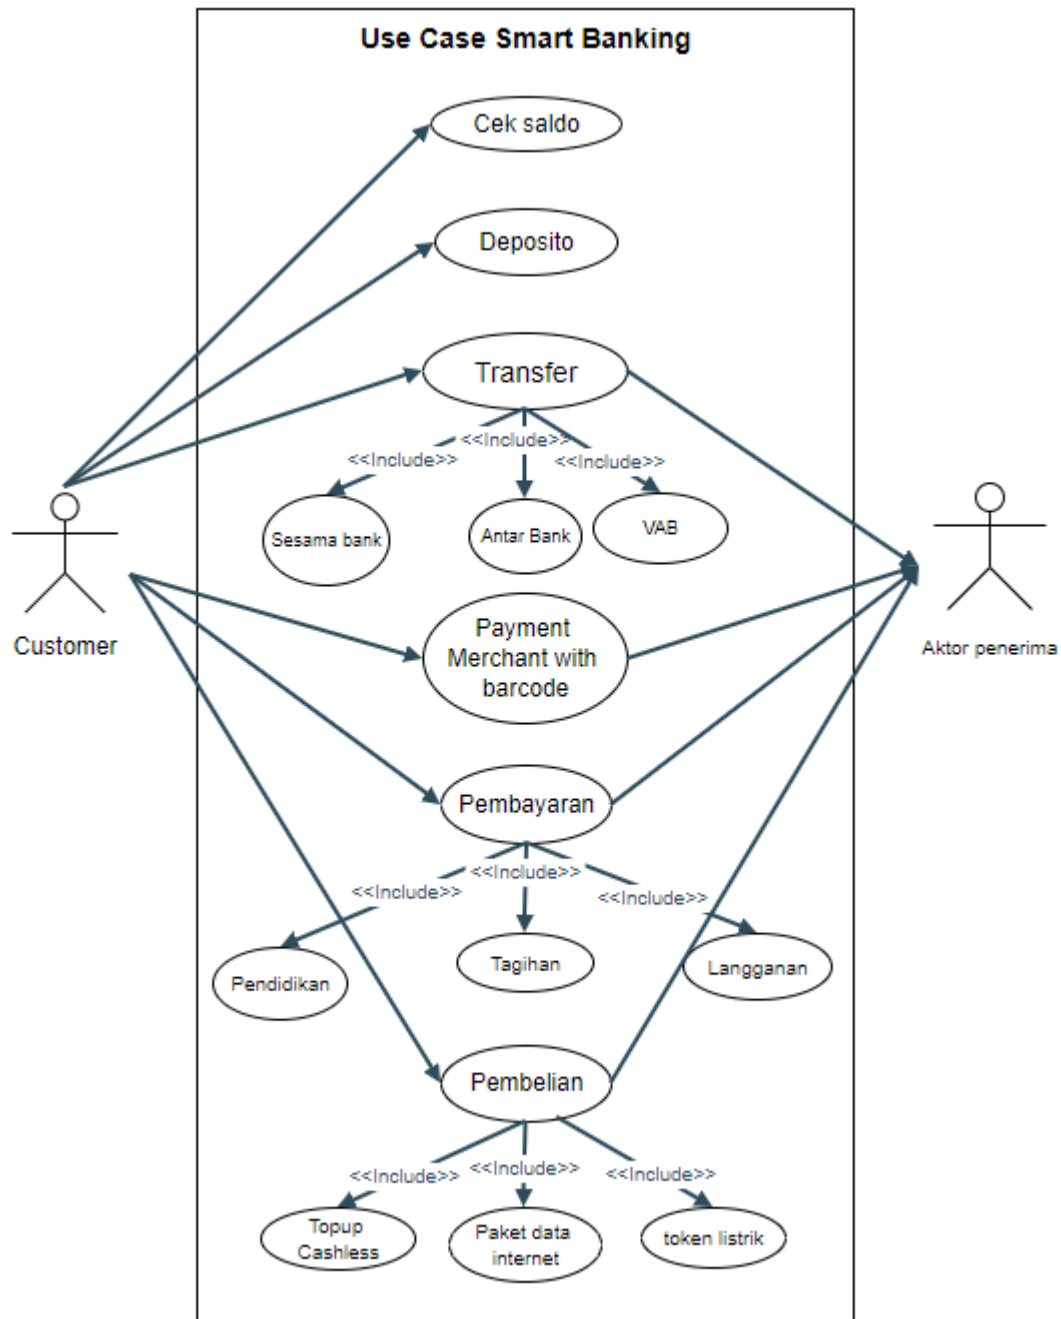 Use Case Smart Banking
Cek saldo
Deposito
Transfer
<<Include>>
<<Include>>
<<Include>>
Sesama bank
Antar Bank
VAB
Customer
Aktor penerima
Payment
Merchant with
barcode
Pembayaran
<<Include>>
<<Include>>
<<Include>>
Pendidikan
Tagihan
Langganan
Pembelian
<<Include>>
<<Include>>
<<Include>>
Topup
Cashless
Paket data
internet
token listrik